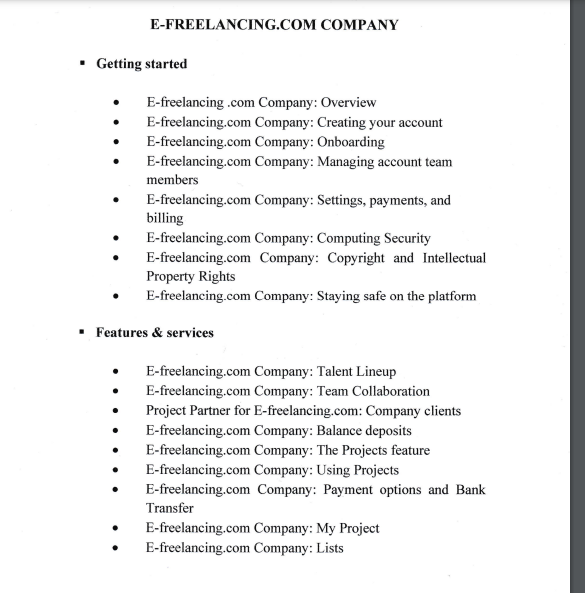 E-FREELANCING.COM COMPANY
▪ Getting started
• E-freelancing .com Company: Overview
• E-freelancing.com Company: Creating your account
• E-freelancing.com Company: Onboarding
• E-freelancing.com Company: Managing account team
members
• E-freelancing.com Company: Settings, payments, and
billing
• E-freelancing.com Company: Computing Security
• E-freelancing.com Company: Copyright and Intellectual
Property Rights
• E-freelancing.com Company: Staying safe on the platform
▪ Features & services
• E-freelancing.com Company: Talent Lineup
• E-freelancing.com Company: Team Collaboration
• Project Partner for E-freelancing.com: Company clients
• E-freelancing.com Company: Balance deposits
• E-freelancing.com Company: The Projects feature
• E-freelancing.com Company: Using Projects
• E-freelancing.com Company: Payment options and Bank
Transfer
• E-freelancing.com Company: My Project
• E-freelancing.com Company: Lists